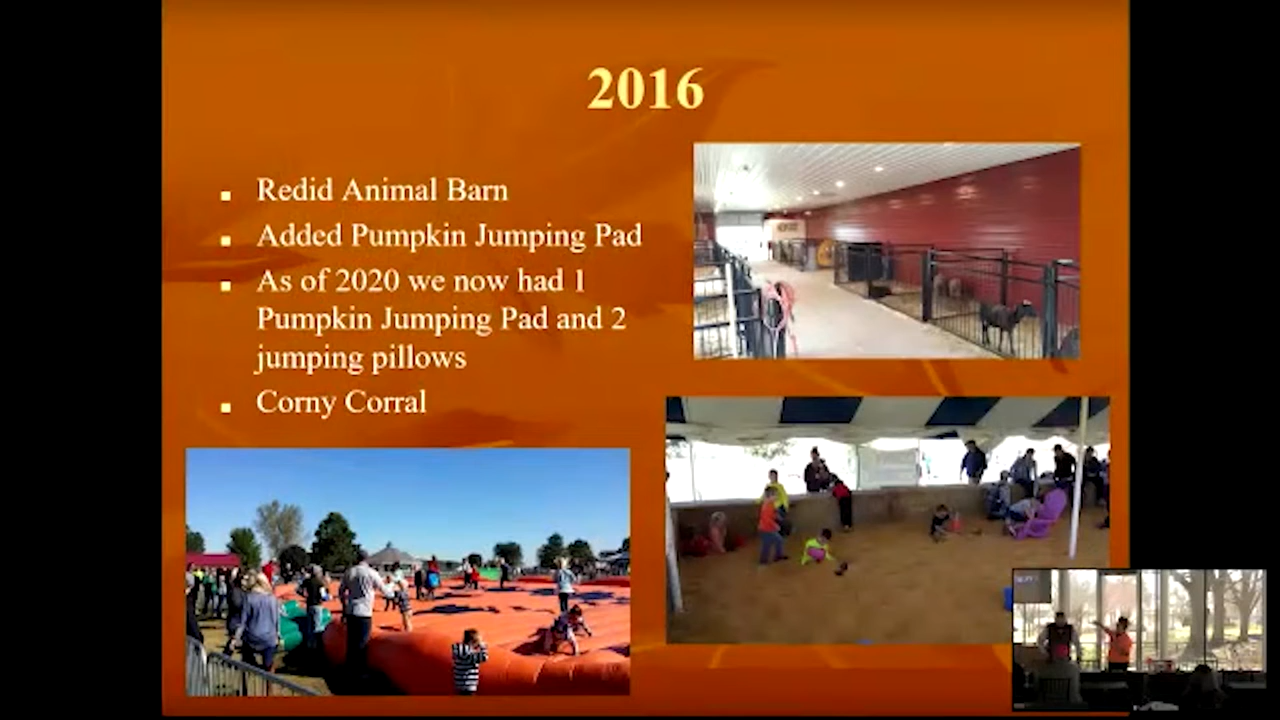 2016
Redid Animal Barn
Added Pumpkin Jumping Pad
As of 2020 we now had 1
Pumpkin Jumping Pad and 2
jumping pillows
Corny Corral